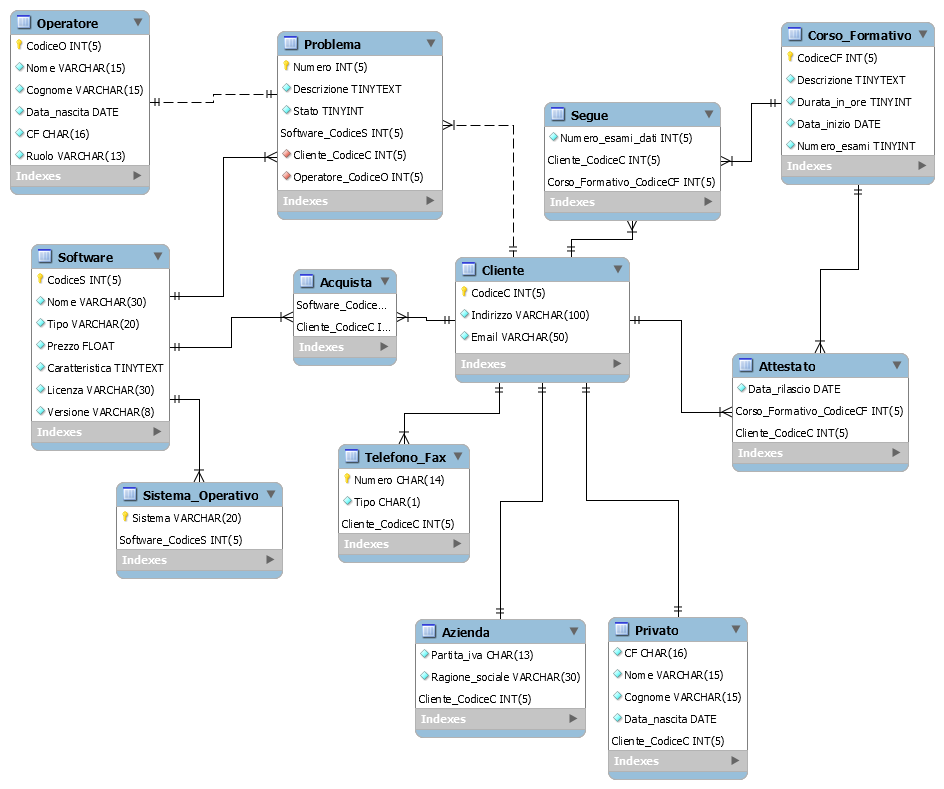 Operatore
CodiceO INT(5)
Nome VARCHAR(15)
Cognome VARCHAR(15)
Data_nascita DATE
CF CHAR(16)
Ruolo VARCHAR(13)
Indexes
Problema
Numero INT(5)
Descrizione TINYTEXT
Stato TINYINT
Software_CodiceS INT(5)
Cliente_CodiceC INT(5)
Operatore_CodiceO INT(5)
Indexes
Segue
Numero_esami_dati INT(5)
Cliente_CodiceC INT(5)
Corso_Formativo_CodiceCF INT(5)
Indexes
Corso_Formativo
CodiceCF INT(5)
Descrizione TINYTEXT
Durata_in_ore TINYINT
Data_inizio DATE
Numero_esami TINYINT
Indexes
Software
CodiceS INT(5)
Nome VARCHAR(30)
Tipo VARCHAR(20)
Prezzo FLOAT
Caratteristica TINYTEXT
Licenza VARCHAR(30)
Versione VARCHAR(8)
Indexes
Acquista
Software_Codice...
Cliente_CodiceC I...
Indexes
Cliente
CodiceC INT(5)
Indirizzo VARCHAR(100)
Email VARCHAR(50)
Indexes
Attestato
Data_rilascio DATE
Corso_Formativo_CodiceCF INT(5)
Cliente_CodiceC INT(5)
Indexes
Telefono_Fax
Numero CHAR(14)
Tipo CHAR(1)
Cliente_CodiceC INT(5)
Indexes
Sistema_Operativo
Sistema VARCHAR(20)
Software_CodiceS INT(5)
Indexes
Azienda
Partita_iva CHAR(13)
Ragione_sociale VARCHAR(30)
Cliente_CodiceC INT(5)
Indexes
Privato
CF CHAR(16)
Nome VARCHAR(15)
Cognome VARCHAR(15)
Data_nascita DATE
Cliente_CodiceC INT(5)
Indexes